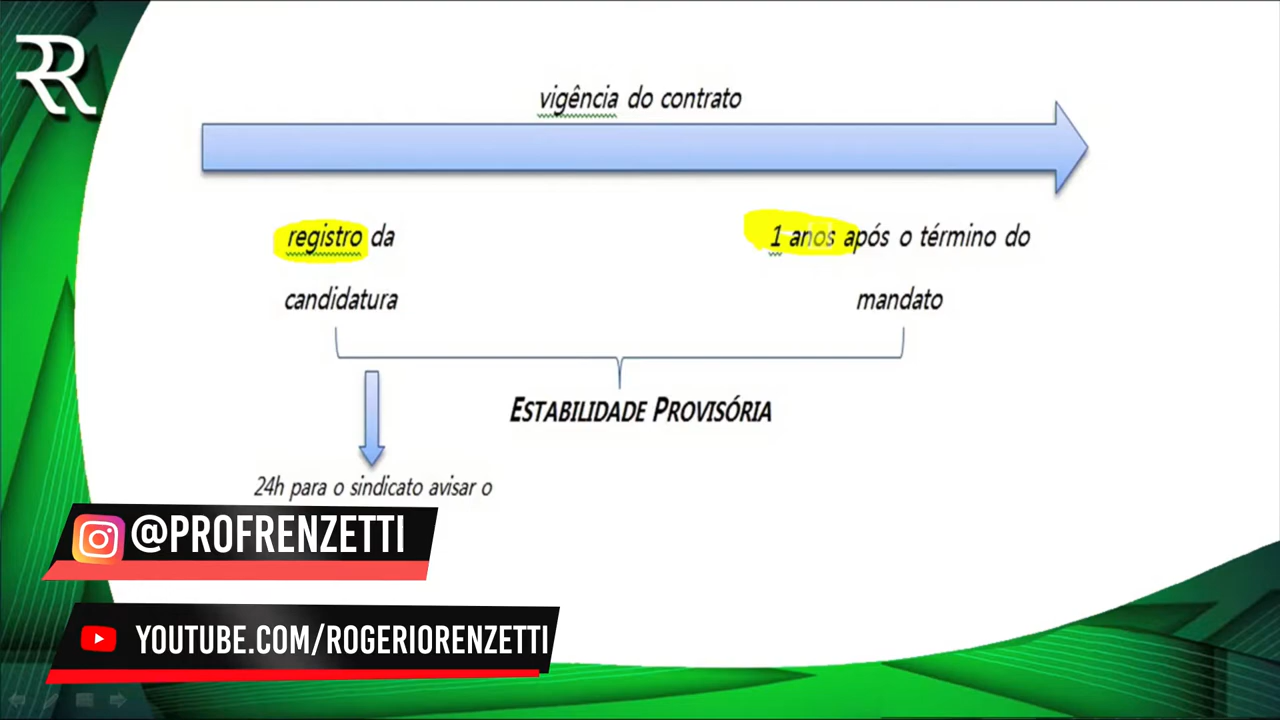 RR
vigência do contrato
registro da
candidatura
1 anos após o término do
mandato
ESTABILIDADE PROVISÓRIA
24h para o sindicato avisar o
@PROFRENZETTI
YOUTUBE.COM/ROGERIORENZETTI